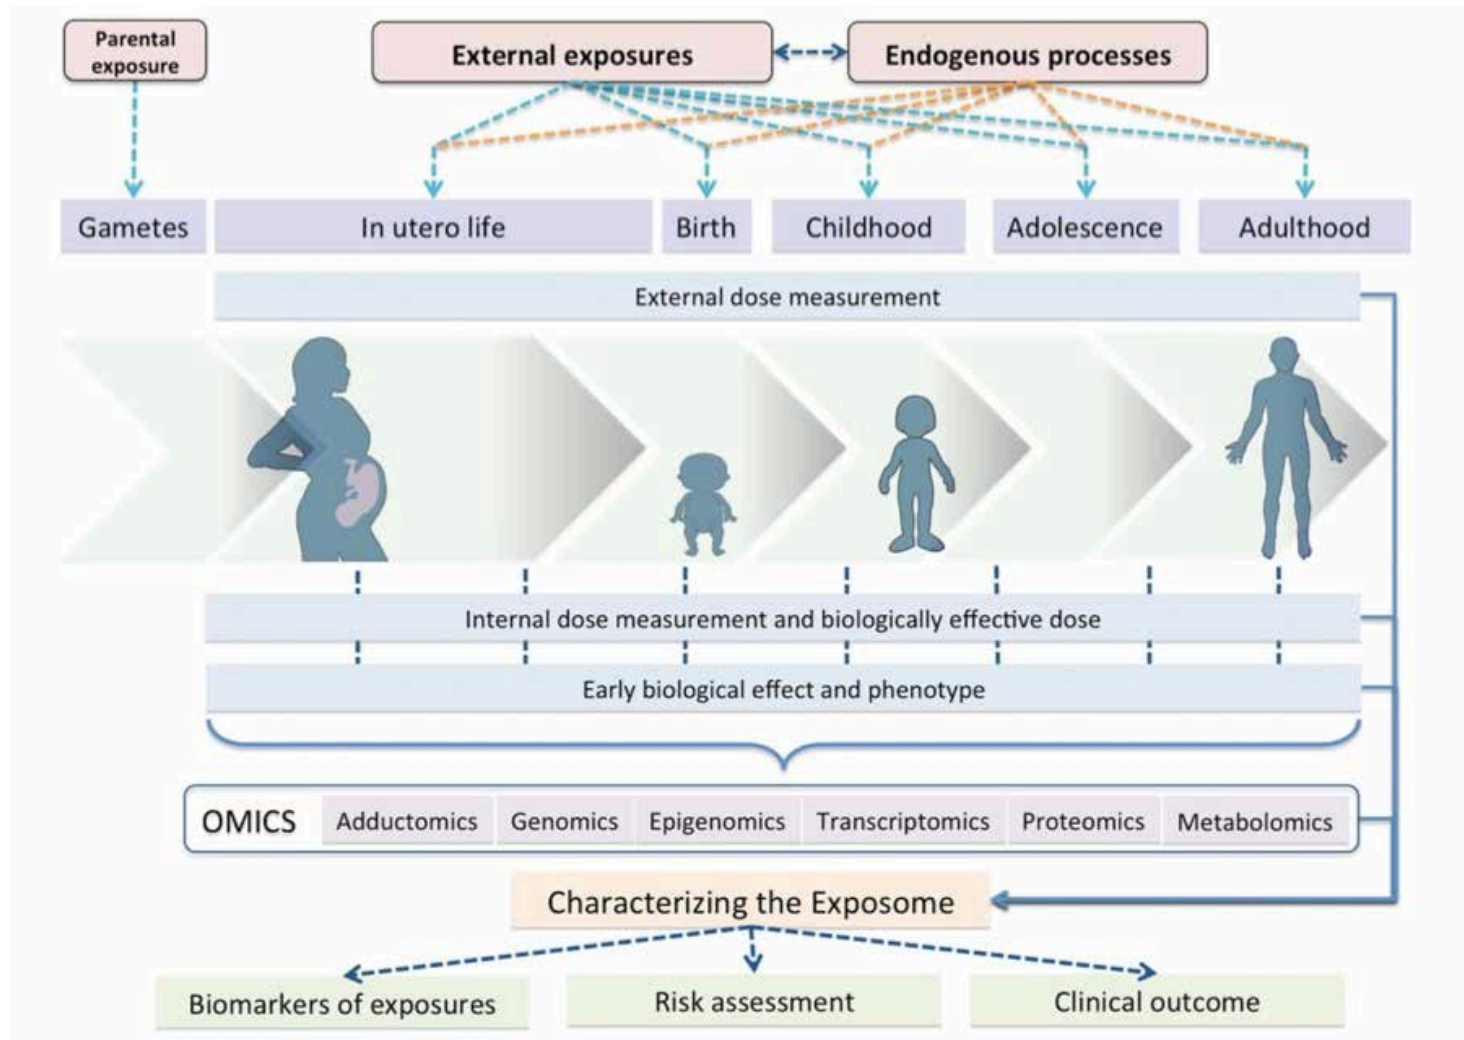 Parental
exposure
External exposures
Endogenous processes
Gametes
In utero life
Birth
Childhood
Adolescence
Adulthood
External dose measurement
Internal dose measurement and biologically effective dose
Early biological effect and phenotype
OMICS
Adductomics
Genomics
Epigenomics
Transcriptomics
Proteomics
Metabolomics
Characterizing the Exposome
Biomarkers of exposures
Risk assessment
Clinical outcome